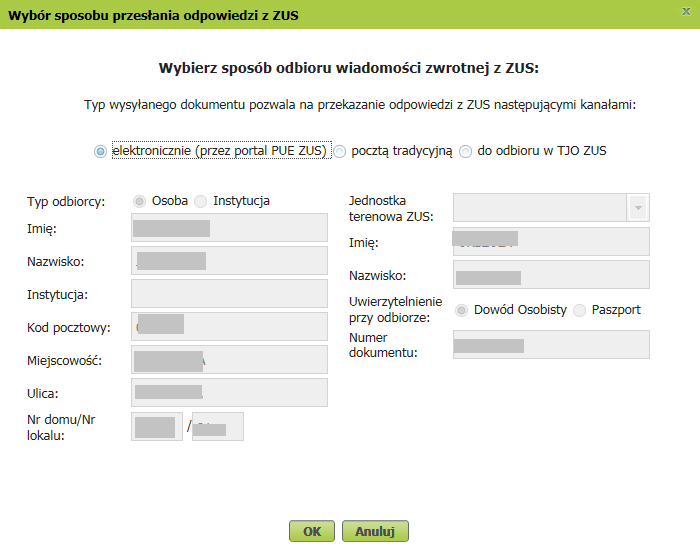 Wybór sposobu przesłania odpowiedzi z ZUS
x
Wybierz sposób odbioru wiadomości zwrotnej z ZUS:
Typ wysyłanego dokumentu pozwala na przekazanie odpowiedzi z ZUS następującymi kanałami:
elektronicznie (przez portal PUE ZUS) pocztą tradycyjną do odbioru w TJO ZUS
Typ odbiorcy: Osoba Instytucja
Imię:
Nazwisko:
Instytucja:
Kod pocztowy:
Miejscowość:
Ulica:
Nr domu/Nr
lokalu: /
Jednostka
terenowa ZUS:
Imię:
Nazwisko:
Uwierzytelnienie
przy odbiorze: Dowód Osobisty Paszport
Numer
dokumentu:
OK Anuluj